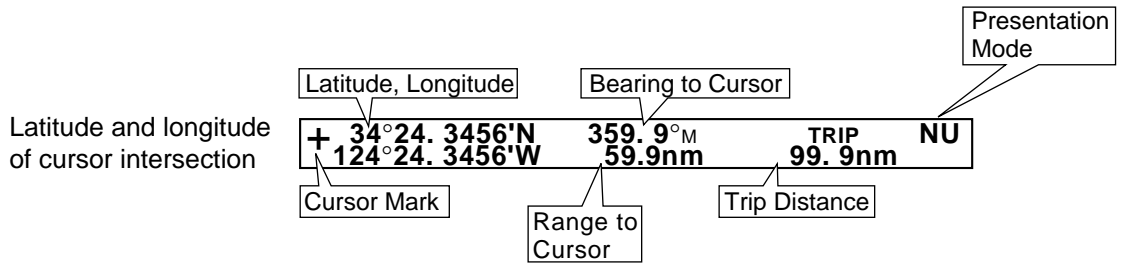 Presentation
Mode
Latitude, Longitude
Bearing to Cursor
Latitude and longitude
of cursor intersection
+ 34°24. 3456'N 359. 9°M TRIP NU
124°24. 3456'W 59.9nm 99. 9nm
Cursor Mark
Trip Distance
Range to
Cursor